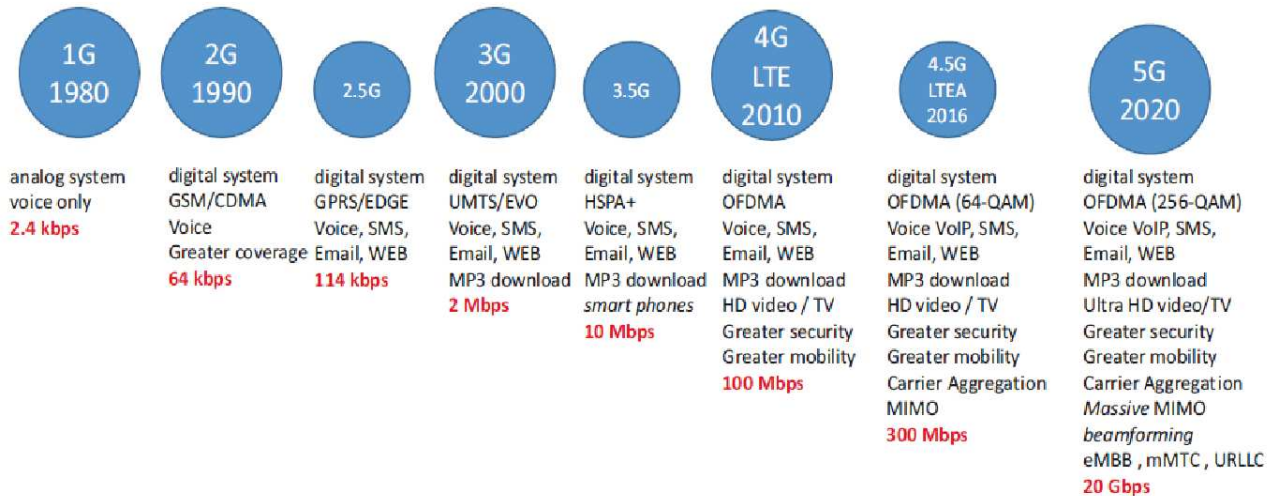 1G
1980
analog system
voice only
2.4 kbps
2G
1990
digital system
GSM/CDMA
Voice
Greater coverage
64 kbps
2.5G
digital system
GPRS/EDGE
Voice, SMS,
Email, WEB
114 kbps
3G
2000
digital system
UMTS/EVO
Voice, SMS,
Email, WEB
MP3 download
2 Mbps
3.5G
digital system
HSPA+
Voice, SMS,
Email, WEB
MP3 download
smart phones
10 Mbps
4G
LTE
2010
digital system
OFDMA
Voice, SMS,
Email, WEB
MP3 download
HD video / TV
Greater security
Greater mobility
100 Mbps
4.5G
LTEA
2016
digital system
OFDMA (64-QAM)
Voice VoIP, SMS,
Email, WEB
MP3 download
HD video / TV
Greater security
Greater mobility
Carrier Aggregation
MIMO
300 Mbps
5G
2020
digital system
OFDMA (256-QAM)
Voice VoIP, SMS,
Email, WEB
MP3 download
Ultra HD video/TV
Greater security
Greater mobility
Carrier Aggregation
Massive MIMO
beamforming
eMBB , mMTC , URLLC
20 Gbps